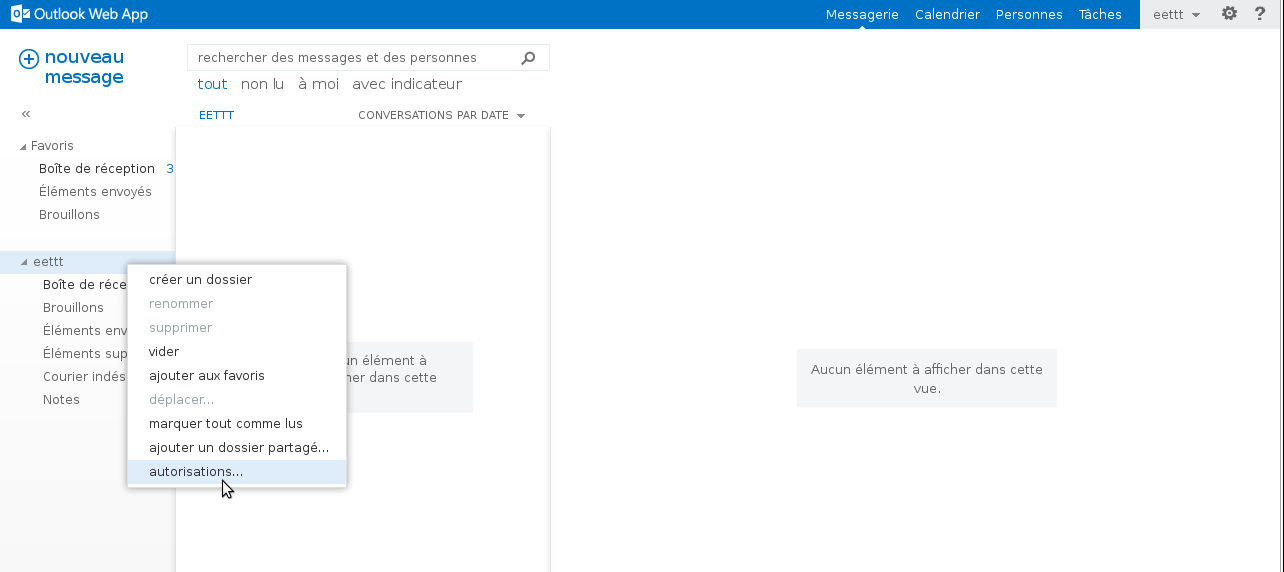 Outlook Web App
Messagerie Calendrier Personnes Tâches eettt ?
nouveau message
rechercher des messages et des personnes
tout non lu à moi avec indicateur
«
EETTT CONVERSATIONS PAR DATE
Favoris
Boîte de réception 3
Éléments envoyés
Brouillons
eettt
Boîte de réce
Brouillons
Éléments env
Éléments sup
Courier indés
Notes
créer un dossier
renommer
supprimer
vider
ajouter aux favoris
déplacer...
marquer tout comme lus
ajouter un dossier partagé...
autorisations...
un élément à
her dans cette
Aucun élément à afficher dans cette
vue.